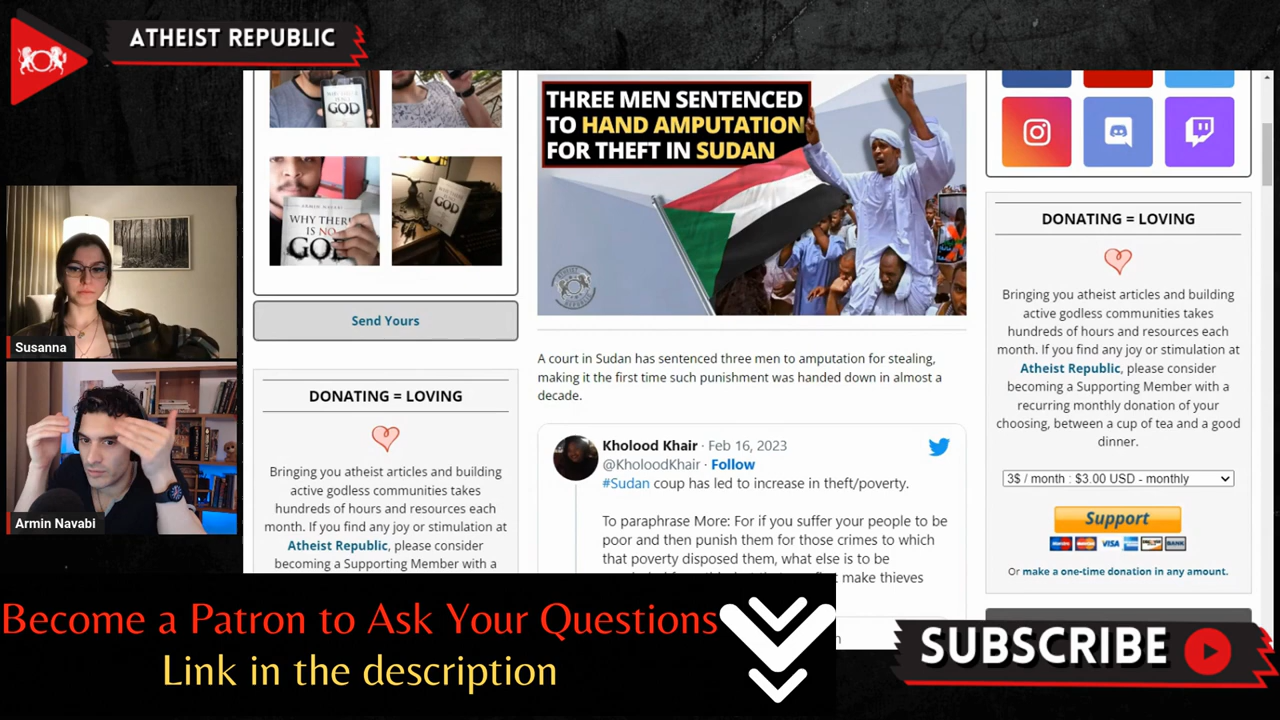 ATHEIST REPUBLIC
GOD
GOD
ARMIN NAVABI
WHY THERE
IS NO
GOD
GOD
Send Yours
DONATING = LOVING
Bringing you atheist articles and building
active godless communities takes
hundreds of hours and resources each
month. If you find any joy or stimulation at
Atheist Republic, please consider
becoming a Supporting Member with a
THREE MEN SENTENCED
TO HAND AMPUTATION
FOR THEFT IN SUDAN
A court in Sudan has sentenced three men to amputation for stealing,
making it the first time such punishment was handed down in almost a
decade.
Kholood Khair · Feb 16, 2023
@KholoodKhair · Follow
#Sudan coup has led to increase in theft/poverty.
To paraphrase More: For if you suffer your people to be
poor and then punish them for those crimes to which
that poverty disposed them, what else is to be
make thieves
DONATING = LOVING
Bringing you atheist articles and building
active godless communities takes
hundreds of hours and resources each
month. If you find any joy or stimulation at
Atheist Republic, please consider
becoming a Supporting Member with a
recurring monthly donation of your
choosing, between a cup of tea and a good
dinner.
3$ / month : $3.00 USD - monthly
Support
VISA
BANK
Or make a one-time donation in any amount.
Susanna
Armin Navabi
Become a Patron to Ask Your Questions
Link in the description
SUBSCRIBE